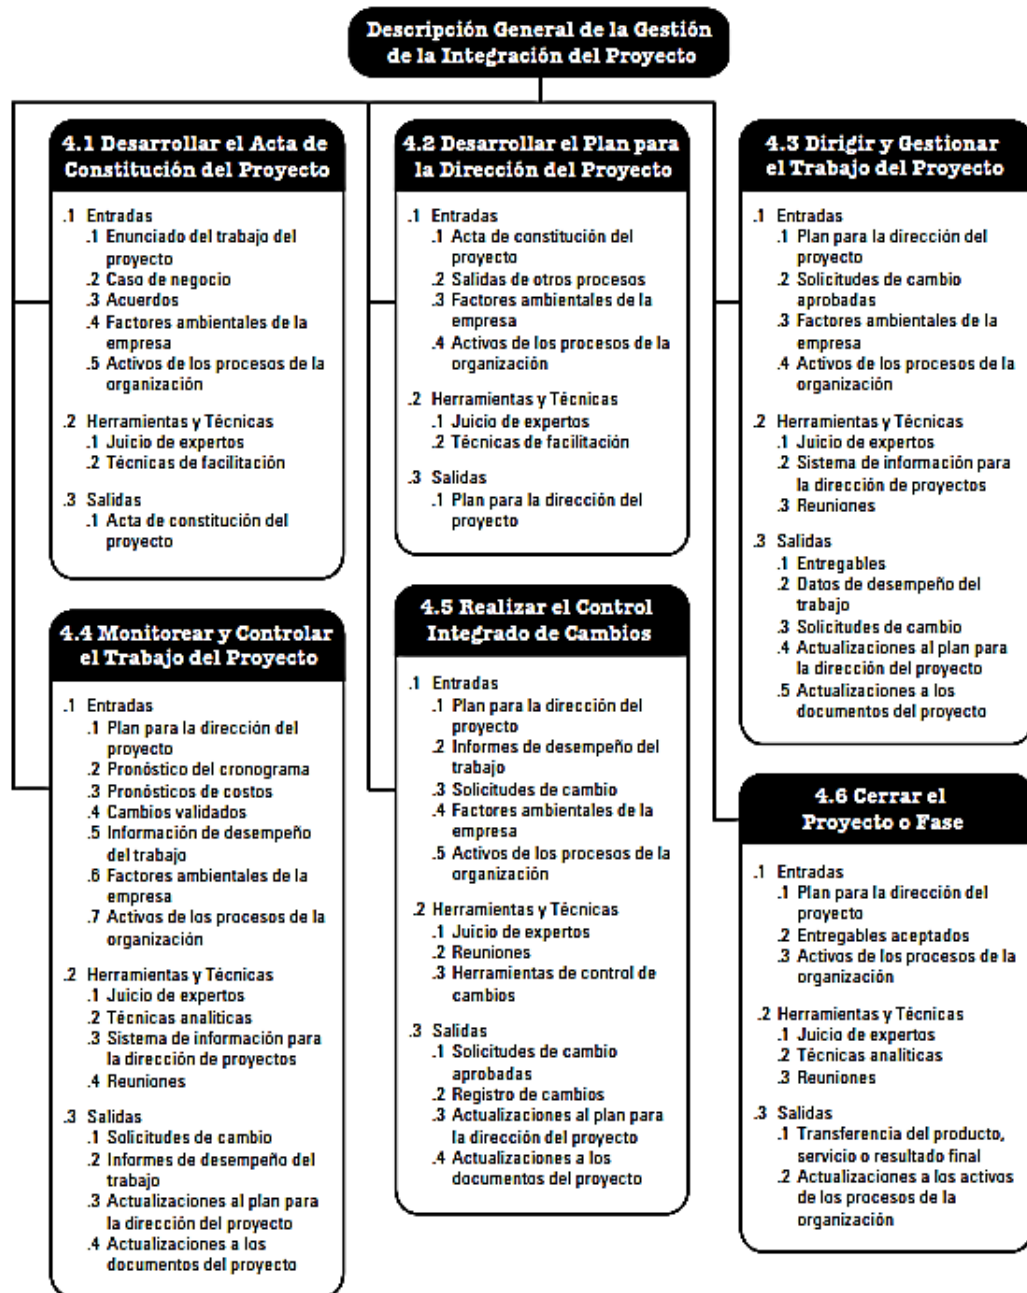 Descripción General de la Gestión
de la Integración del Proyecto
4.1 Desarrollar el Acta de
Constitución del Proyecto
.1 Entradas
.1 Enunciado del trabajo del
proyecto
.2 Caso de negocio
.3 Acuerdos
.4 Factores ambientales de la
empresa
.5 Activos de los procesos de la
organización
.2 Herramientas y Técnicas
.1 Juicio de expertos
.2 Técnicas de facilitación
.3 Salidas
.1 Acta de constitución del
proyecto
4.2 Desarrollar el Plan para
la Dirección del Proyecto
.1 Entradas
.1 Acta de constitución del
proyecto
.2 Salidas de otros procesos
.3 Factores ambientales de la
empresa
.4 Activos de los procesos de la
organización
.2 Herramientas y Técnicas
.1 Juicio de expertos
.2 Técnicas de facilitación
.3 Salidas
.1 Plan para la dirección del
proyecto
4.3 Dirigir y Gestionar
el Trabajo del Proyecto
.1 Entradas
.1 Plan para la dirección del
proyecto
.2 Solicitudes de cambio
aprobadas
.3 Factores ambientales de la
empresa
.4 Activos de los procesos de la
organización
.2 Herramientas y Técnicas
.1 Juicio de expertos
.2 Sistema de información para
la dirección de proyectos
.3 Reuniones
.3 Salidas
.1 Entregables
.2 Datos de desempeño del
trabajo
.3 Solicitudes de cambio
.4 Actualizaciones al plan para
la dirección del proyecto
.5 Actualizaciones a los
documentos del proyecto
4.4 Monitorear y Controlar
el Trabajo del Proyecto
.1 Entradas
.1 Plan para la dirección del
proyecto
.2 Pronóstico del cronograma
.3 Pronósticos de costos
.4 Cambios validados
.5 Información de desempeño
del trabajo
.6 Factores ambientales de la
empresa
.7 Activos de los procesos de la
organización
.2 Herramientas y Técnicas
.1 Juicio de expertos
.2 Técnicas analíticas
.3 Sistema de información para
la dirección de proyectos
.4 Reuniones
.3 Salidas
.1 Solicitudes de cambio
.2 Informes de desempeño del
trabajo
.3 Actualizaciones al plan para
la dirección del proyecto
.4 Actualizaciones a los
documentos del proyecto
4.5 Realizar el Control
Integrado de Cambios
.1 Entradas
.1 Plan para la dirección del
proyecto
.2 Informes de desempeño del
trabajo
.3 Solicitudes de cambio
.4 Factores ambientales de la
empresa
.5 Activos de los procesos de la
organización
.2 Herramientas y Técnicas
.1 Juicio de expertos
.2 Reuniones
.3 Herramientas de control de
cambios
.3 Salidas
.1 Solicitudes de cambio
aprobadas
.2 Registro de cambios
.3 Actualizaciones al plan para
la dirección del proyecto
.4 Actualizaciones a los
documentos del proyecto
4.6 Cerrar el
Proyecto o Fase
.1 Entradas
.1 Plan para la dirección del
proyecto
.2 Entregables aceptados
.3 Activos de los procesos de la
organización
.2 Herramientas y Técnicas
.1 Juicio de expertos
.2 Técnicas analíticas
.3 Reuniones
.3 Salidas
.1 Transferencia del producto,
servicio o resultado final
.2 Actualizaciones a los activos
de los procesos de la
organización